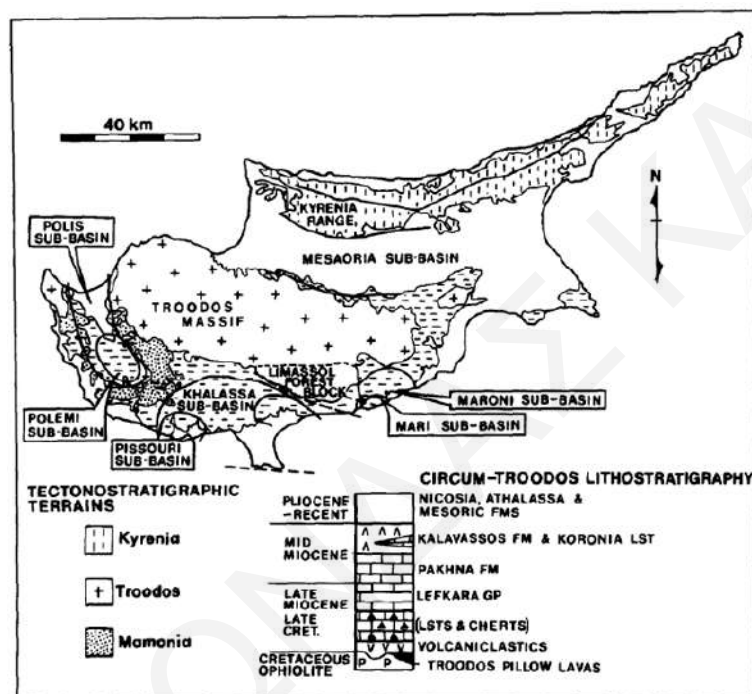 40 km
N
KYRENIA
RANGE
MESAORIA SUB-BASIN
POLIS
SUB-BASIN
TROODOS
MASSIF
LIMASSOL
FOREST
BLOCK
KHALASSA
SUB-BASIN
MARONI SUB-BASIN
MARI SUB-BASIN
POLEMI
SUB-BASIN
PISSOURI
SUB-BASIN
TECTONOSTRATIGRAPHIC
TERRAINS
Kyrenia
Troodos
Mamonia
CIRCUM-TROODOS LITHOSTRATIGRAPHY
PLIOCENE
-RECENT
NICOSIA, ATHALASSA &
MESORIC FMS
MID
MIOCENE
KALAVASSOS FM & KORONIA LST
PAKHNA FM
LATE
MIOCENE
LEFKARA GP
LATE
CRET.
(LSTS & CHERTS)
VOLCANICLASTICS
CRETACEOUS
OPHIOLITE
P P
TROODOS PILLOW LAVAS